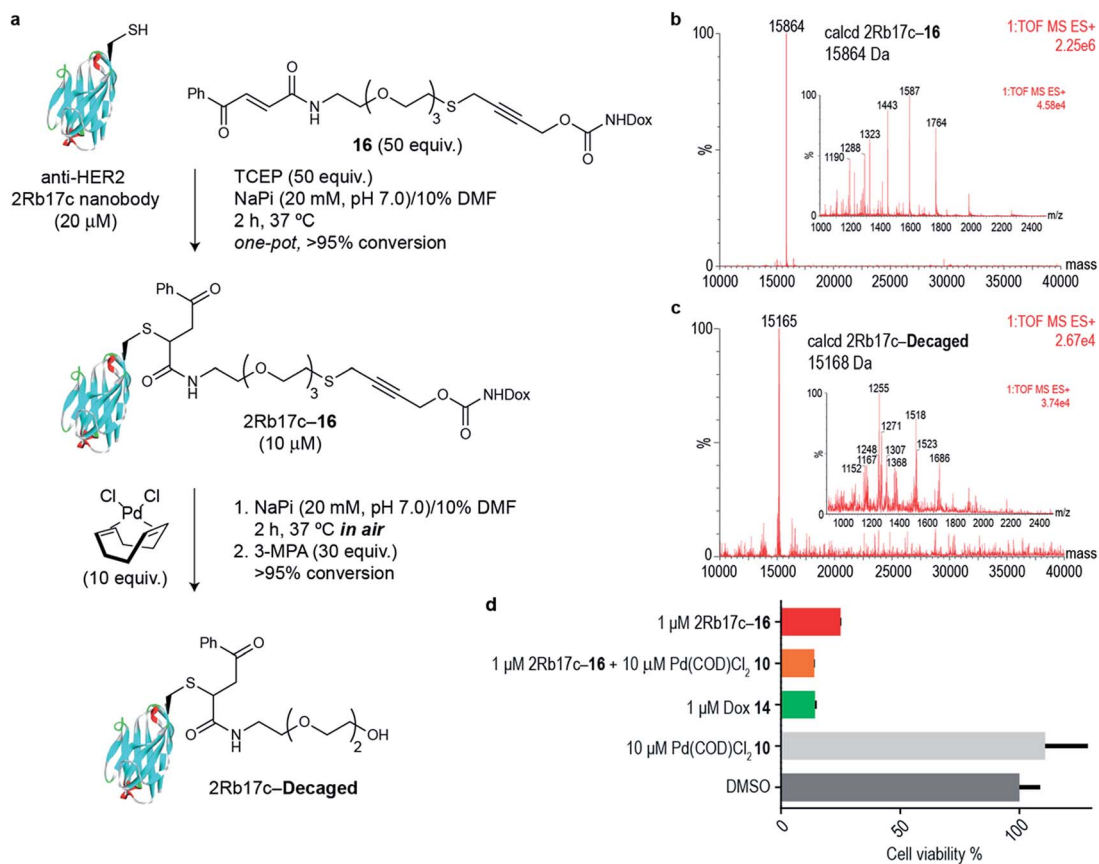 a
SH
anti-HER2
2Rb17c nanobody
(20 μM)
Ph
O
O
N
H
O
3
S
O
O
NHDox
16 (50 equiv.)
TCEP (50 equiv.)
NaPi (20 mM, pH 7.0)/10% DMF
2 h, 37 ºC
one-pot, >95% conversion
Ph
O
S
O
N
H
O
3
S
O
O
NHDox
2Rb17c–16
(10 μM)
Cl
Cl
Pd
(10 equiv.)
1. NaPi (20 mM, pH 7.0)/10% DMF
2 h, 37 ºC in air
2. 3-MPA (30 equiv.)
>95% conversion
Ph
O
S
O
N
H
O
2
OH
2Rb17c–Decaged
b
15864
calcd 2Rb17c–16
15864 Da
1:TOF MS ES+
2.25e6
100
%
0
1:TOF MS ES+
4.58e4
100
%
0
1190
1288
1323
1443
1587
1764
m/z
1000 1200 1400 1600 1800 2000 2200 2400
mass
10000 15000 20000 25000 30000 35000 40000
c
15165
calcd 2Rb17c–Decaged
15168 Da
1:TOF MS ES+
2.67e4
100
%
0
1:TOF MS ES+
3.74e4
100
%
0
1255
1271
1248
1167
1152
1307
1368
1518
1523
1686
m/z
1000 1200 1400 1600 1800 2000 2200 2400
mass
10000 15000 20000 25000 30000 35000 40000
d
1 μM 2Rb17c–16
1 μM 2Rb17c–16 + 10 μM Pd(COD)Cl2 10
1 μM Dox 14
10 μM Pd(COD)Cl2 10
DMSO
0 50 100
Cell viability %